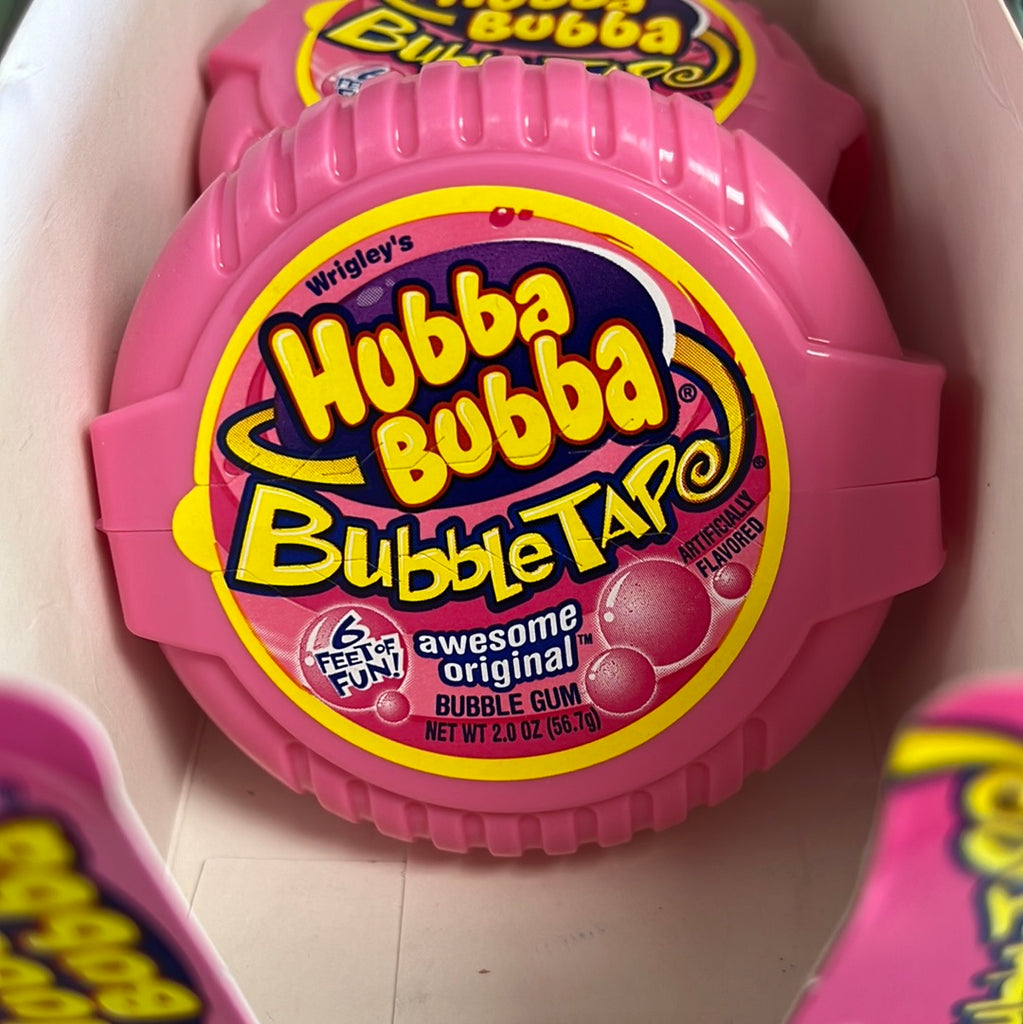 Hubba
Bubba
Bubble Tape
Wrigley's
Hubba
Bubba
®
Bubble Tape
®
ARTIFICIALLY
FLAVORED
6
FEET OF
FUN!
awesome
original™
BUBBLE GUM
NET WT 2.0 OZ (56.7g)